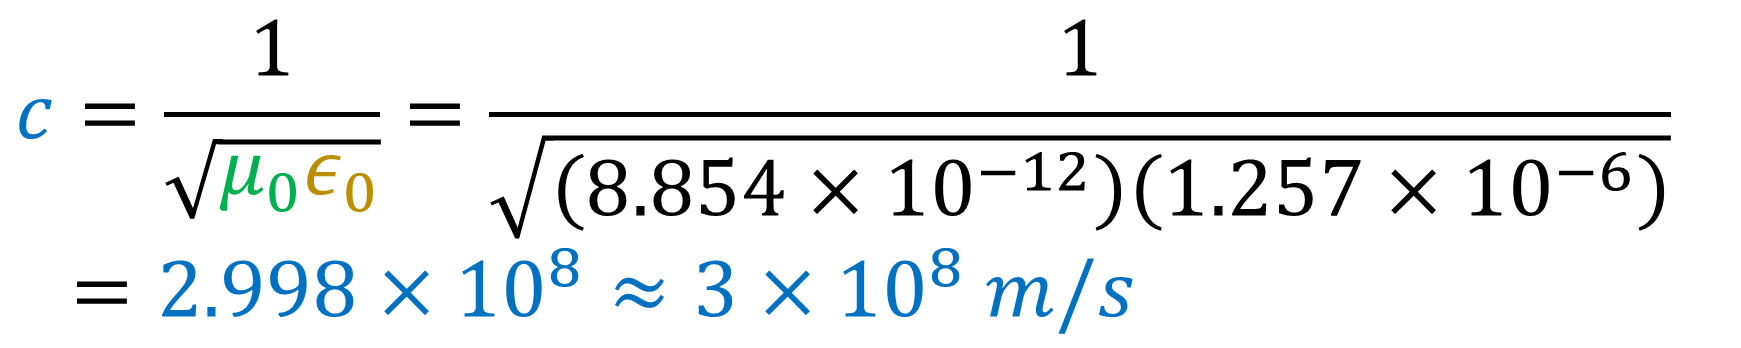 c = 1/√(μ₀ϵ₀) = 1/√((8.854 × 10⁻¹²)(1.257 × 10⁻⁶))
= 2.998 × 10⁸ ≈ 3 × 10⁸ m/s